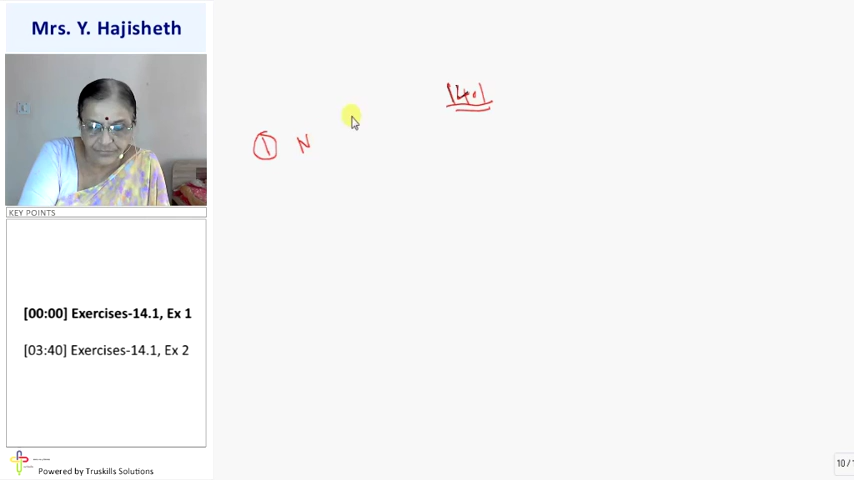 Mrs. Y. Hajisheth
14.1
① N
KEY POINTS
[00:00] Exercises-14.1, Ex 1
[03:40] Exercises-14.1, Ex 2
Powered by Truskills Solutions
10/